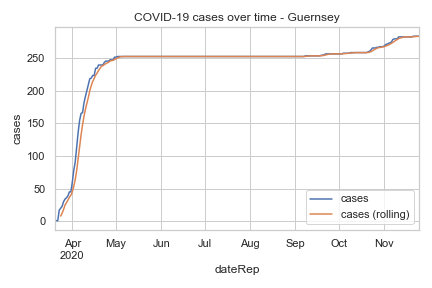 COVID-19 cases over time - Guernsey
250
200
150
100
50
0
cases
Apr
2020
May
Jun
Jul
Aug
Sep
Oct
Nov
dateRep
cases
cases (rolling)